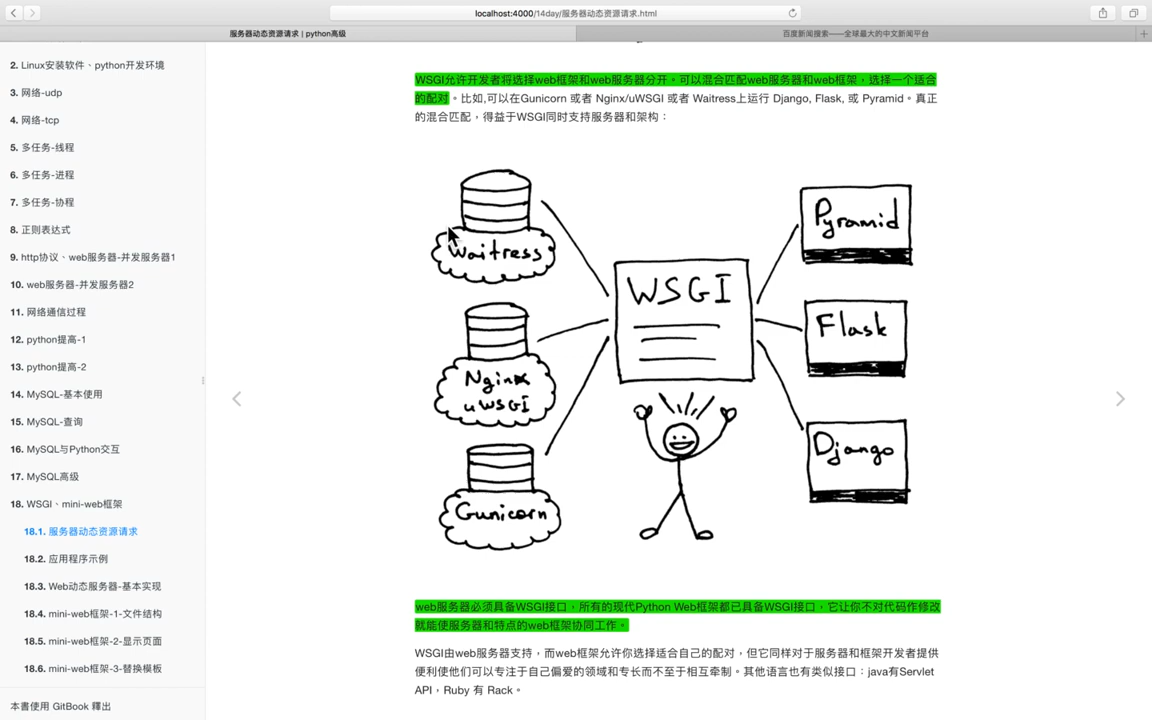 localhost:4000/14day/服务器动态资源请求.html
服务器动态资源请求 | python高级
百度新闻搜索——全球最大的中文新闻平台
2. Linux安装软件、python开发环境
3. 网络-udp
4. 网络-tcp
5. 多任务-线程
6. 多任务-进程
7. 多任务-协程
8. 正则表达式
9. http协议、web服务器-并发服务器1
10. web服务器-并发服务器2
11. 网络通信过程
12. python提高-1
13. python提高-2
14. MySQL-基本使用
15. MySQL-查询
16. MySQL与Python交互
17. MySQL高级
18. WSGI、mini-web框架
18.1. 服务器动态资源请求
18.2. 应用程序示例
18.3. Web动态服务器-基本实现
18.4. mini-web框架-1-文件结构
18.5. mini-web框架-2-显示页面
18.6. mini-web框架-3-替换模板
本書使用 GitBook 釋出
WSGI允许开发者将选择web框架和web服务器分开。可以混合匹配web服务器和web框架，选择一个适合
的配对。比如,可以在Gunicorn 或者 Nginx/uWSGI 或者 Waitress上运行 Django, Flask, 或 Pyramid。真正
的混合匹配，得益于WSGI同时支持服务器和架构：
Waitress
Nginx
uWSGI
Gunicorn
WSGI
Pyramid
Flask
Django
web服务器必须具备WSGI接口，所有的现代Python Web框架都已具备WSGI接口，它让你不对代码作修改
就能使服务器和特点的web框架协同工作。
WSGI由web服务器支持，而web框架允许你选择适合自己的配对，但它同样对于服务器和框架开发者提供
便利使他们可以专注于自己偏爱的领域和专长而不至于相互牵制。其他语言也有类似接口：java有Servlet
API，Ruby 有 Rack。